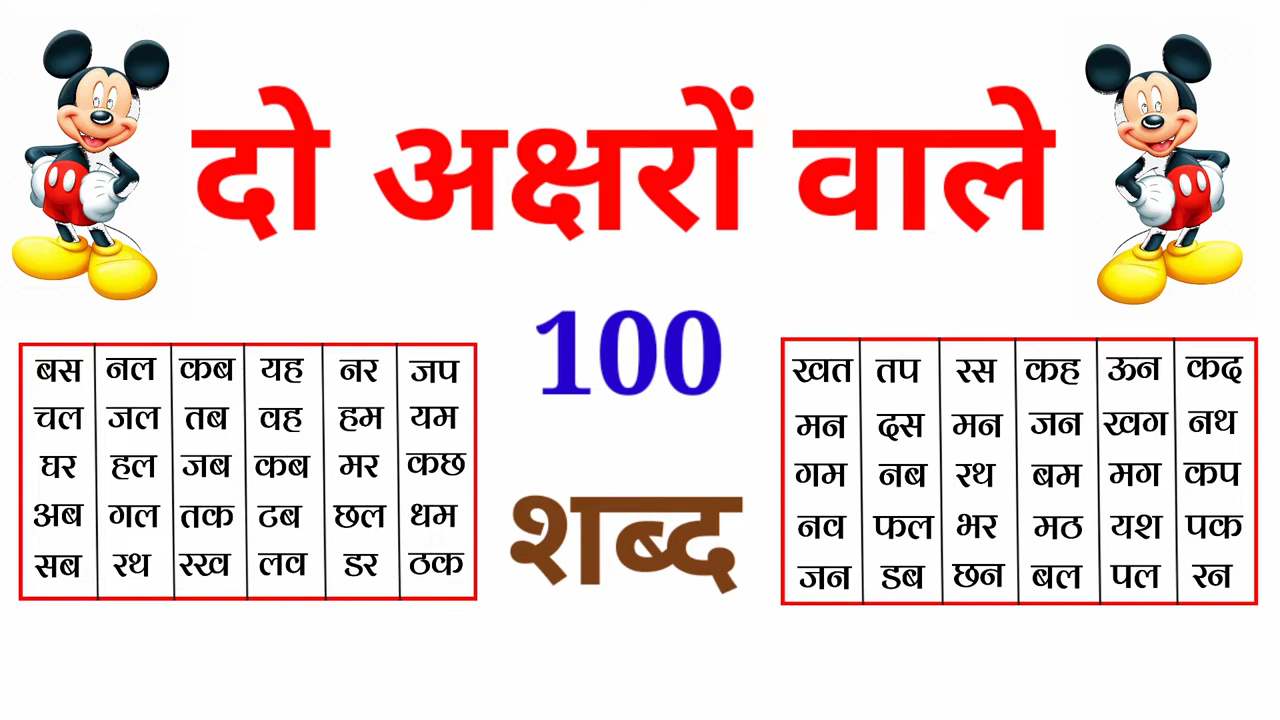 दो अक्षरों वाले
100
शब्द
बस नल कब यह नर जप
चल जल तब वह हम यम
घर हल जब कब मर कछ
अब गल तक टब छल धम
सब रथ रख लव डर ठक
खत तप रस कह ऊन कद
मन दस मन जन खग नथ
गम नब रथ बम मग कप
नव फल भर मठ यश पक
जन डब छन बल पल रन